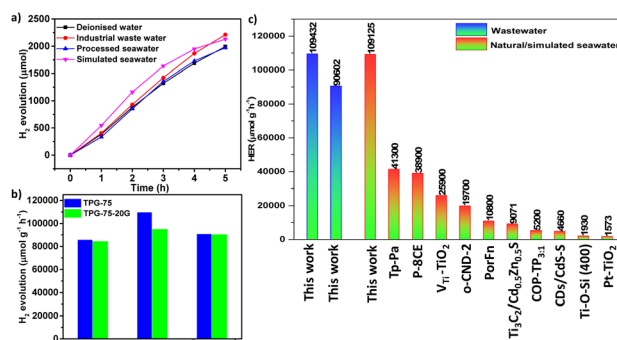 a)
Deionised water
Industrial waste water
Processed seawater
Simulated seawater
H₂ evolution (μmol)
2500
2000
1500
1000
500
0
0 1 2 3 4 5
Time (h)
b)
TPG-75
TPG-75-20G
H₂ evolution (μmol g⁻¹ h⁻¹)
120000
100000
80000
60000
40000
20000
0
c)
Wastewater
Natural/simulated seawater
HER(μmol g⁻¹h⁻¹)
120000
100000
80000
60000
40000
20000
0
109432
90602
109125
41300
38900
25900
19700
10800
9071
5200
4660
1930
1573
This work
This work
This work
Tp-Pa
P-8CE
V_Ti-TiO₂
o-CND-2
PorFn
Ti₃C₂/Cd₀.₅Zn₀.₅S
COP-TP₃:₁
CDs/CdS-S
Ti-O-Si (400)
Pt-TiO₂